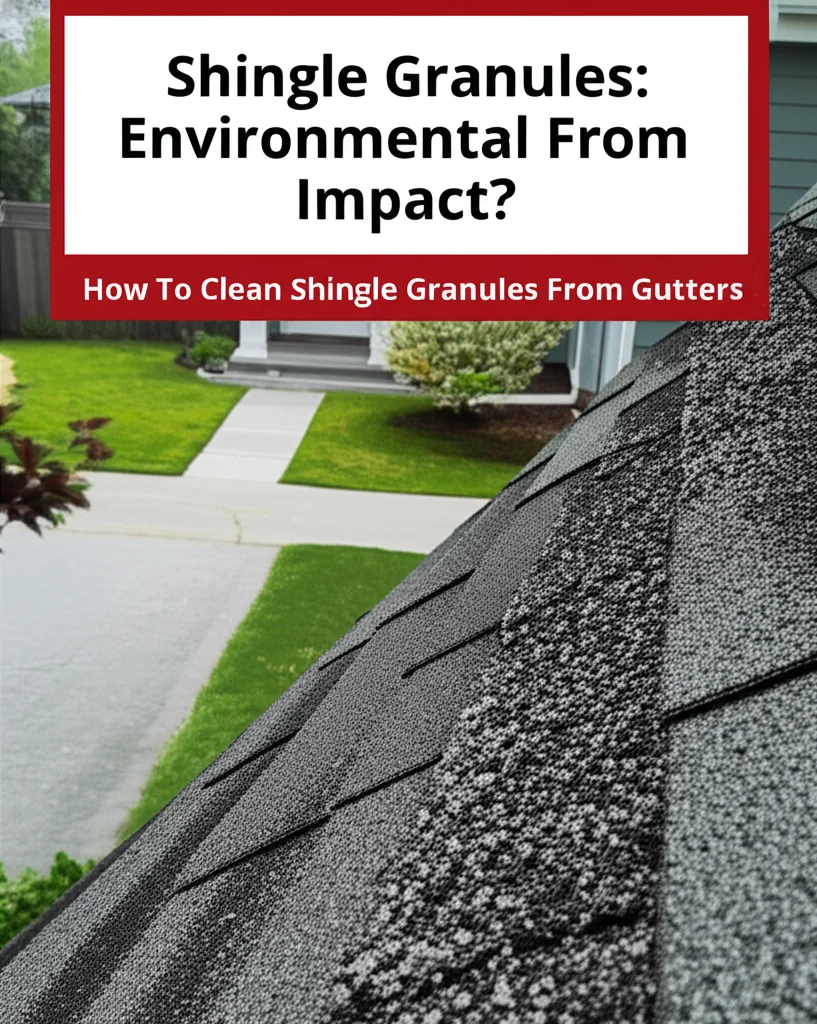 Shingle Granules:
Environmental From
Impact?
How To Clean Shingle Granules From Gutters